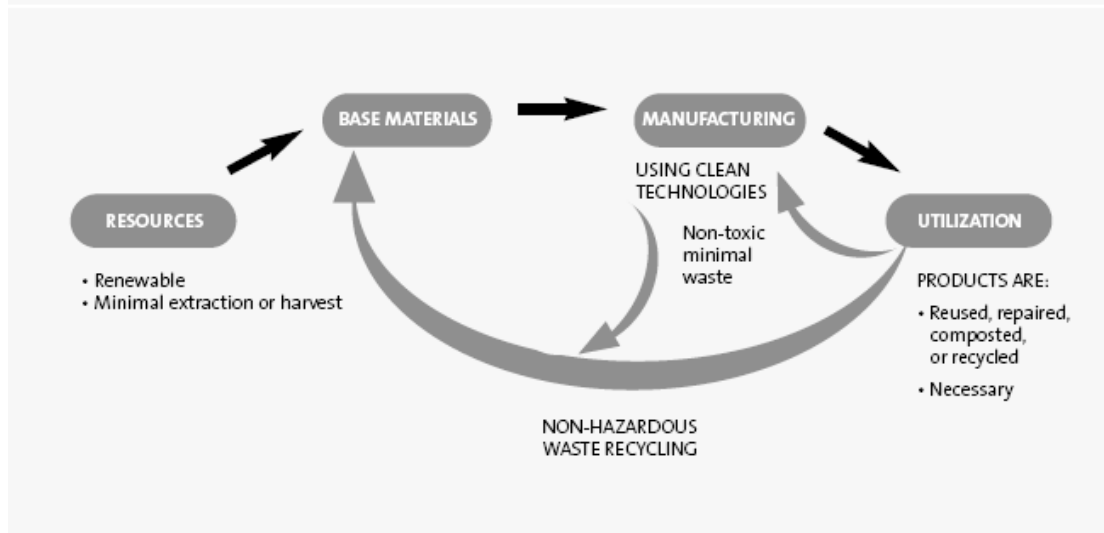 BASE MATERIALS
MANUFACTURING
USING CLEAN
TECHNOLOGIES
RESOURCES
UTILIZATION
Non-toxic
minimal
waste
• Renewable
• Minimal extraction or harvest
PRODUCTS ARE:
• Reused, repaired,
composted,
or recycled
• Necessary
NON-HAZARDOUS
WASTE RECYCLING